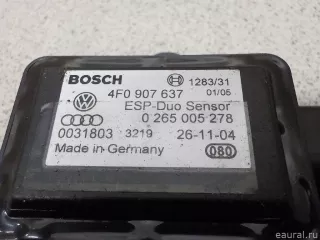 BOSCH 1283/31
4F0 907 637 01/05
ESP-Duo Sensor
0 265 005 278
0031803 3219 26-11-04
Made in Germany 080
eaural.ru